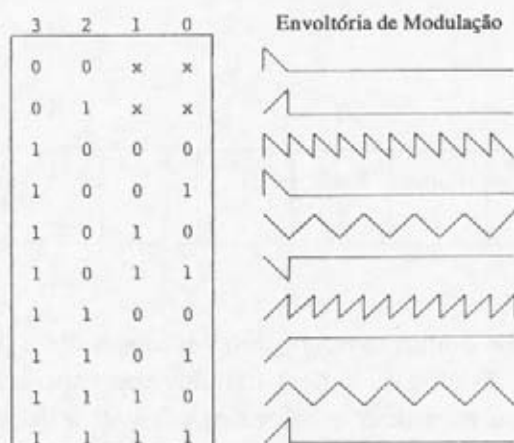 3 2 1 0 Envoltória de Modulação
0 0 x x
0 1 x x
1 0 0 0
1 0 0 1
1 0 1 0
1 0 1 1
1 1 0 0
1 1 0 1
1 1 1 0
1 1 1 1